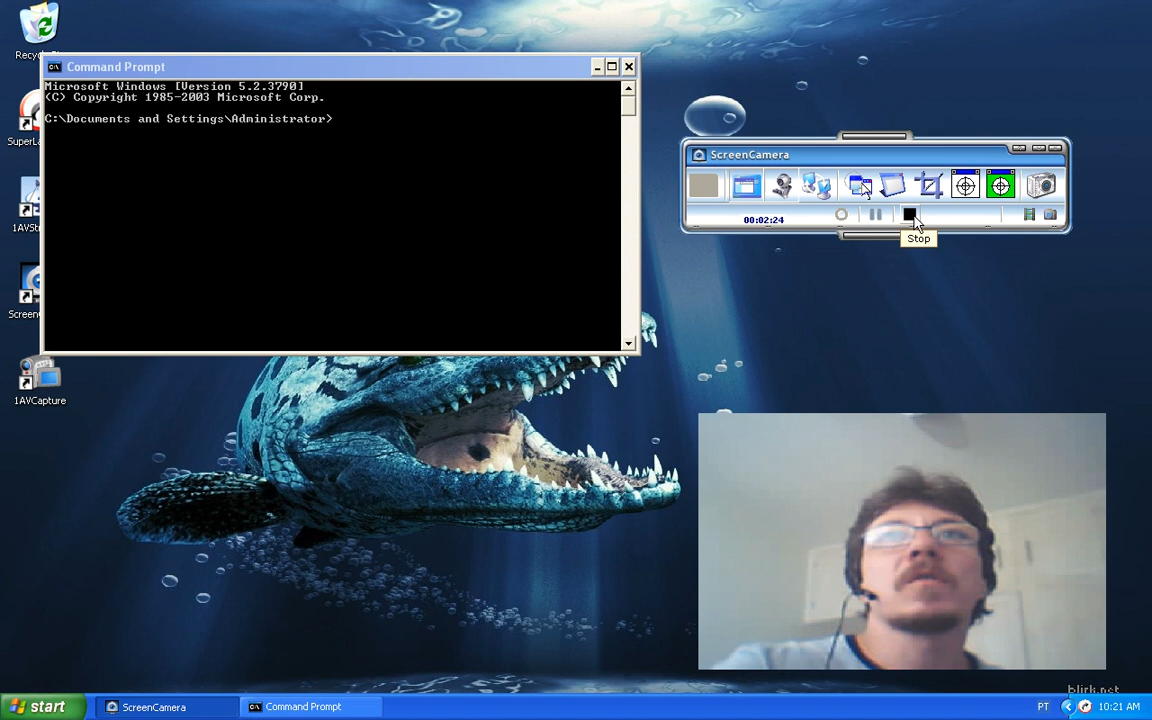 Command Prompt
Microsoft Windows [Version 5.2.3790]
(C) Copyright 1985-2003 Microsoft Corp.
C:\Documents and Settings\Administrator>
ScreenCamera
00:02:24
Stop
1AVCapture
blirk.net
start
ScreenCamera
Command Prompt
PT
10:21 AM